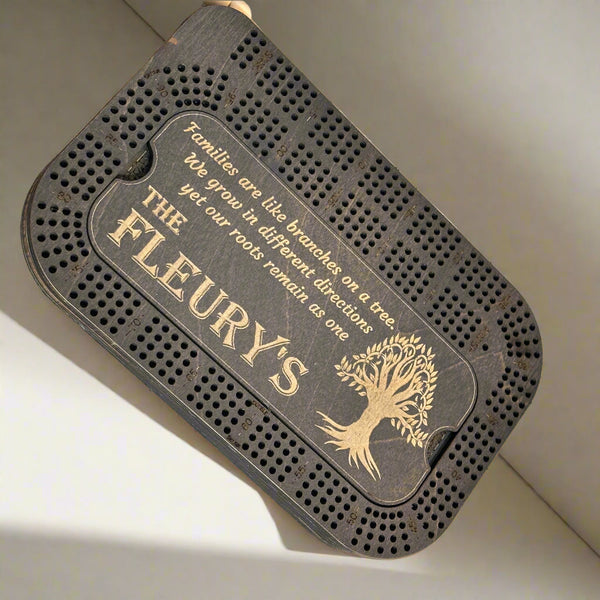 Families are like branches on a tree.
We grow in different directions
yet our roots remain as one
THE
FLEURY'S